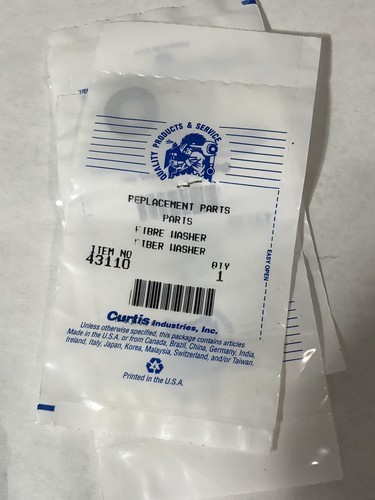 QUALITY PRODUCTS & SERVICE
REPLACEMENT PARTS
PARTS
FIBRE WASHER
FIBER WASHER
ITEM NO QTY
43110 1
EASY OPEN
Curtis Industries, Inc.
Unless otherwise specified, this package contains articles
Made in the U.S.A. or from Canada, Brazil, China, Germany, India,
Ireland, Italy, Japan, Korea, Malaysia, Switzerland, and/or Taiwan.
Printed in the U.S.A.